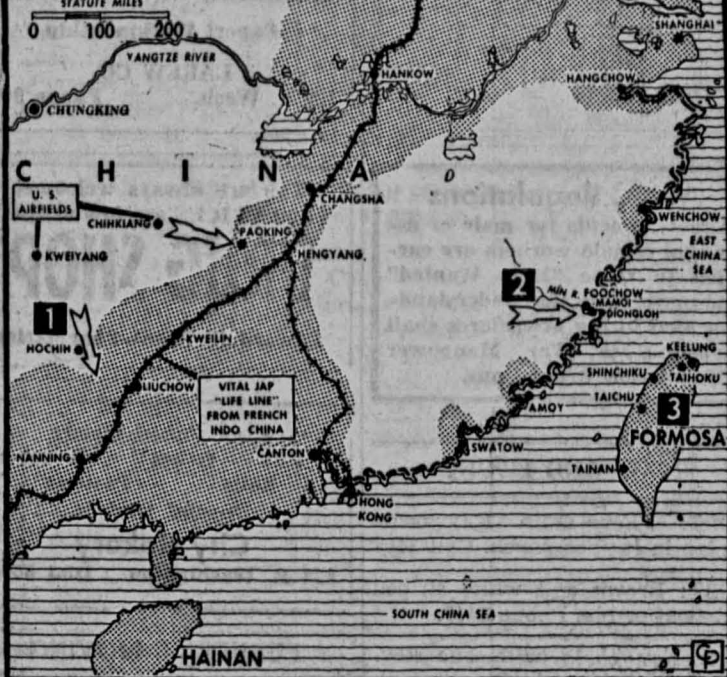 STATUTE MILES
0 100 200
YANGTZE RIVER
CHUNGKING
HANKOW
SHANGHAI
HANGCHOW
CHINA
U. S.
AIRFIELDS
CHIHKIANG
KWEIYANG
CHANGSHA
PAOKING
HENGYANG
WENCHOW
EAST
CHINA
SEA
1
HOCHIH
KWEILIN
LIUCHOW
VITAL JAP
"LIFE LINE"
FROM FRENCH
INDO CHINA
2
MIN R.
FOOCHOW
MAMOI
DIONGLOH
KEELUNG
SHINCHIKU
TAIHOKU
TAICHU
3
FORMOSA
TAINAN
AMOY
SWATOW
NANNING
CANTON
HONG
KONG
SOUTH CHINA SEA
HAINAN
CP